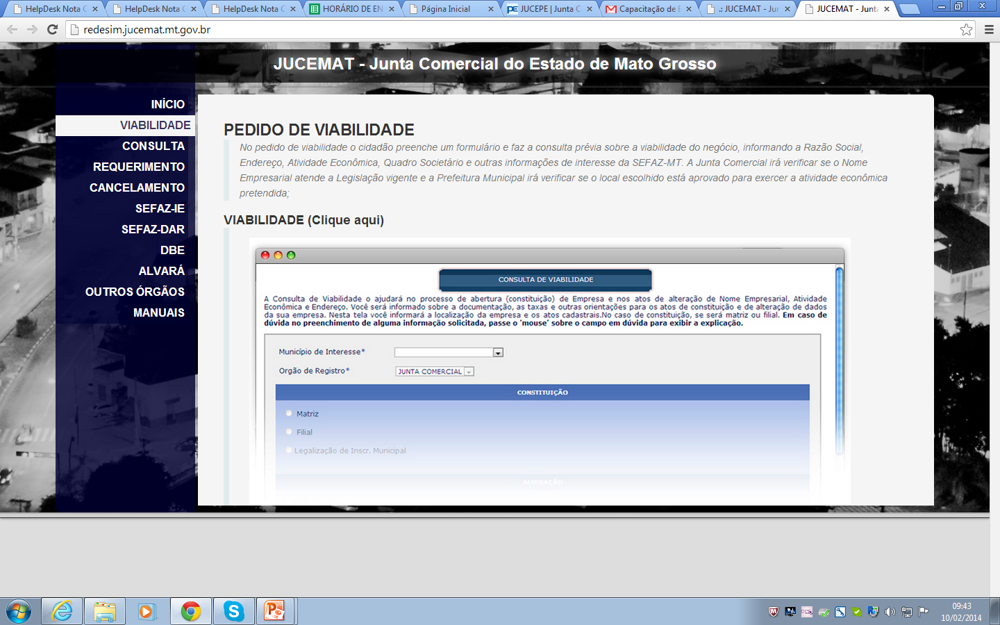 HelpDesk Nota
HelpDesk Nota
HelpDesk Nota
HORÁRIO DE EN
Página Inicial
JUCEPE | Junta C
Capacitação de
.: JUCEMAT - Jun
JUCEMAT - Junta
redesim.jucemat.mt.gov.br
JUCEMAT - Junta Comercial do Estado de Mato Grosso
INÍCIO
VIABILIDADE
CONSULTA
REQUERIMENTO
CANCELAMENTO
SEFAZ-IE
SEFAZ-DAR
DBE
ALVARÁ
OUTROS ÓRGÃOS
MANUAIS
PEDIDO DE VIABILIDADE
No pedido de viabilidade o cidadão preenche um formulário e faz a consulta prévia sobre a viabilidade do negócio, informando a Razão Social,
Endereço, Atividade Econômica, Quadro Societário e outras informações de interesse da SEFAZ-MT. A Junta Comercial irá verificar se o Nome
Empresarial atende a Legislação vigente e a Prefeitura Municipal irá verificar se o local escolhido está aprovado para exercer a atividade econômica
pretendida;
VIABILIDADE (Clique aqui)
CONSULTA DE VIABILIDADE
A Consulta de Viabilidade o ajudará no processo de abertura (constituição) de Empresa e nos atos de alteração de Nome Empresarial, Atividade
Econômica e Endereço. Você será informado sobre a documentação, as taxas e outras orientações para os atos de constituição e de alteração de dados
da sua empresa. Nesta tela você informará a localização da empresa e os atos cadastrais.No caso de constituição, se será matriz ou filial. Em caso de
dúvida no preenchimento de alguma informação solicitada, passe o 'mouse' sobre o campo em dúvida para exibir a explicação.
Município de Interesse*
Orgão de Registro* JUNTA COMERCIAL
CONSTITUIÇÃO
Matriz
Filial
Legalização de Inscr. Municipal
ALTERAÇÃO
09:43
10/02/2014